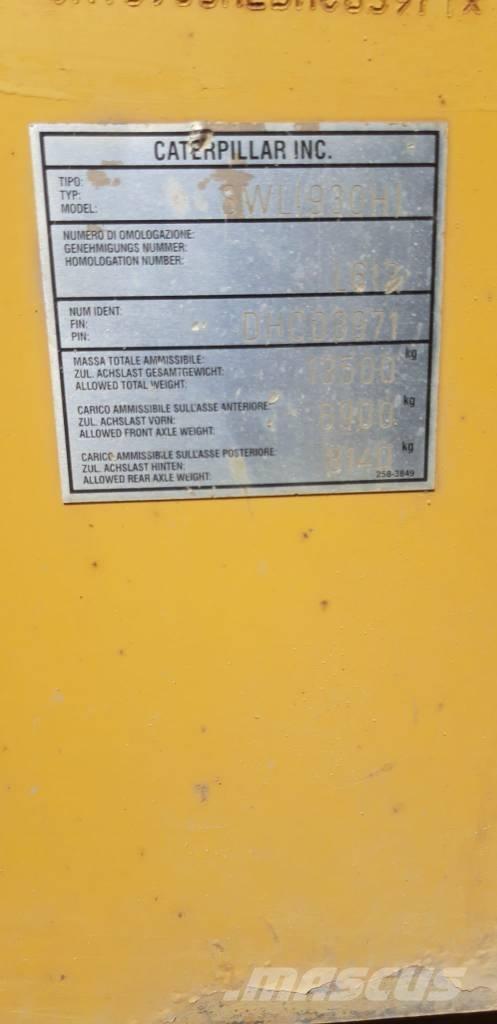 CATERPILLAR INC.
TIPO:
TYP:
MODEL: (930H)
NUMERO DI OMOLOGAZIONE:
GENEHMIGUNGS NUMMER:
HOMOLOGATION NUMBER:
NUM IDENT:
FIN:
PIN: DHC03971
MASSA TOTALE AMMISSIBILE:
ZUL. ACHSLAST GESAMTGEWICHT: 13500 kg
ALLOWED TOTAL WEIGHT:
CARICO AMMISSIBILE SULL'ASSE ANTERIORE:
ZUL. ACHSLAST VORN: kg
ALLOWED FRONT AXLE WEIGHT:
CARICO AMMISSIBILE SULL'ASSE POSTERIORE:
ZUL. ACHSLAST HINTEN: 8140 kg
ALLOWED REAR AXLE WEIGHT:
258-3849
mascus